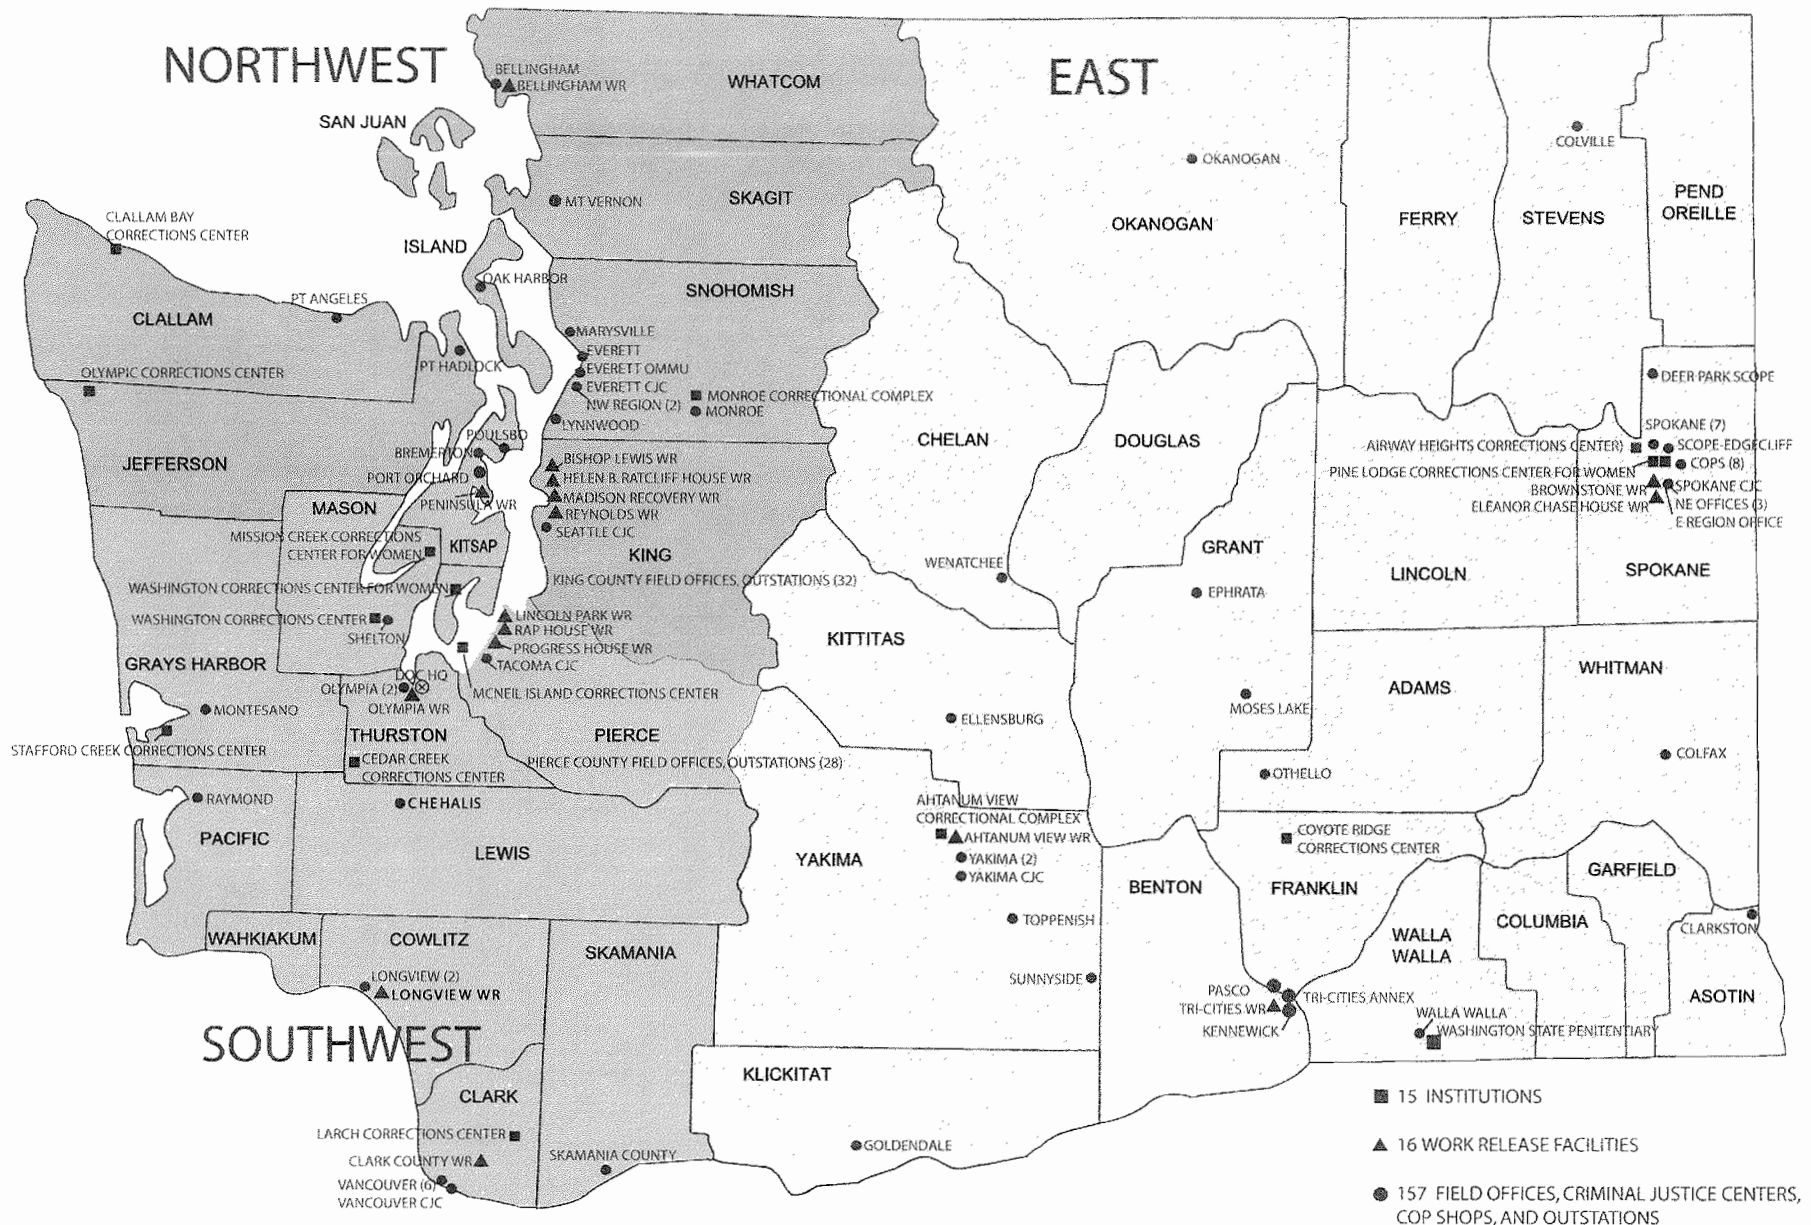 NORTHWEST
EAST
BELLINGHAM
BELLINGHAM WR
WHATCOM
SAN JUAN
COLVILLE
OKANOGAN
MT VERNON
SKAGIT
PEND
OREILLE
OKANOGAN
FERRY
STEVENS
CLALLAM BAY
CORRECTIONS CENTER
ISLAND
OAK HARBOR
SNOHOMISH
PT ANGELES
CLALLAM
MARYSVILLE
EVERETT
PT HADLOCK
EVERETT OMMU
OLYMPIC CORRECTIONS CENTER
EVERETT CJC
NW REGION (2)
MONROE CORRECTIONAL COMPLEX
MONROE
LYNNWOOD
DEER PARK SCOPE
SPOKANE (7)
POULSBO
BREMERTON
CHELAN
DOUGLAS
AIRWAY HEIGHTS CORRECTIONS CENTER)
SCOPE-EDGECLIFF
JEFFERSON
BISHOP LEWIS WR
PINE LODGE CORRECTIONS CENTER FOR WOMEN
COPS (8)
PORT ORCHARD
HELEN B. RATCLIFF HOUSE WR
BROWNSTONE WR
SPOKANE CJC
PENINSULA WR
MADISON RECOVERY WR
ELEANOR CHASE HOUSE WR
NE OFFICES (3)
MASON
REYNOLDS WR
E REGION OFFICE
MISSION CREEK CORRECTIONS
CENTER FOR WOMEN
SEATTLE CJC
KITSAP
KING
GRANT
WENATCHEE
KING COUNTY FIELD OFFICES, OUTSTATIONS (32)
LINCOLN
SPOKANE
WASHINGTON CORRECTIONS CENTER FOR WOMEN
EPHRATA
WASHINGTON CORRECTIONS CENTER
SHELTON
LINCOLN PARK WR
RAP HOUSE WR
PROGRESS HOUSE WR
TACOMA CJC
KITTITAS
GRAYS HARBOR
WHITMAN
DOC HQ
OLYMPIA (2)
OLYMPIA WR
MCNEIL ISLAND CORRECTIONS CENTER
ADAMS
MONTESANO
MOSES LAKE
ELLENSBURG
STAFFORD CREEK CORRECTIONS CENTER
THURSTON
PIERCE
COLFAX
CEDAR CREEK
CORRECTIONS CENTER
PIERCE COUNTY FIELD OFFICES, OUTSTATIONS (28)
OTHELLO
RAYMOND
CHEHALIS
AHTANUM VIEW
CORRECTIONAL COMPLEX
AHTANUM VIEW WR
YAKIMA (2)
YAKIMA CJC
COYOTE RIDGE
CORRECTIONS CENTER
PACIFIC
LEWIS
YAKIMA
BENTON
FRANKLIN
GARFIELD
TOPPENISH
COLUMBIA
CLARKSTON
WAHKIAKUM
COWLITZ
SKAMANIA
WALLA
WALLA
LONGVIEW (2)
LONGVIEW WR
SUNNYSIDE
PASCO
TRI-CITIES WR
KENNEWICK
TRI-CITIES ANNEX
ASOTIN
WALLA WALLA
WASHINGTON STATE PENITENTIARY
SOUTHWEST
KLICKITAT
CLARK
15 INSTITUTIONS
LARCH CORRECTIONS CENTER
CLARK COUNTY WR
SKAMANIA COUNTY
GOLDENDALE
16 WORK RELEASE FACILITIES
VANCOUVER (6)
VANCOUVER CJC
157 FIELD OFFICES, CRIMINAL JUSTICE CENTERS,
COP SHOPS, AND OUTSTATIONS